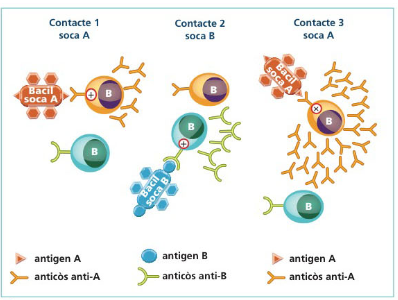 Contacte 1
soca A
Contacte 2
soca B
Contacte 3
soca A
Bacil
soca A
B
B
B
B
Bacil
soca B
Bacil
soca A
B
B
antigen A
anticòs anti-A
antigen B
anticòs anti-B
antigen A
anticòs anti-A